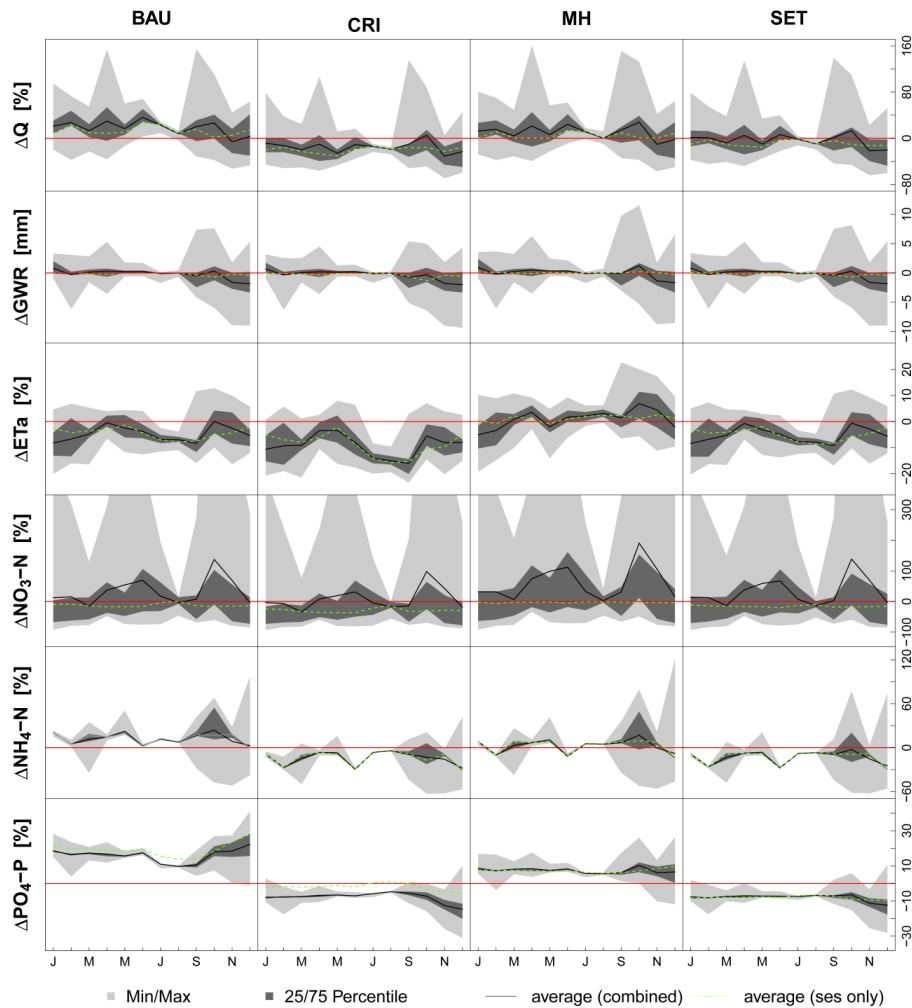 BAU CRI MH SET
ΔQ [%]
160
80
0
−80
ΔGWR [mm]
10
5
0
−5
−10
ΔETa [%]
20
10
0
−20
ΔNO₃−N [%]
300
100
0
−100
ΔNH₄−N [%]
120
60
0
−60
ΔPO₄−P [%]
30
10
−10
−30
J M M J S N J M M J S N J M M J S N J M M J S N
Min/Max 25/75 Percentile average (combined) average (ses only)